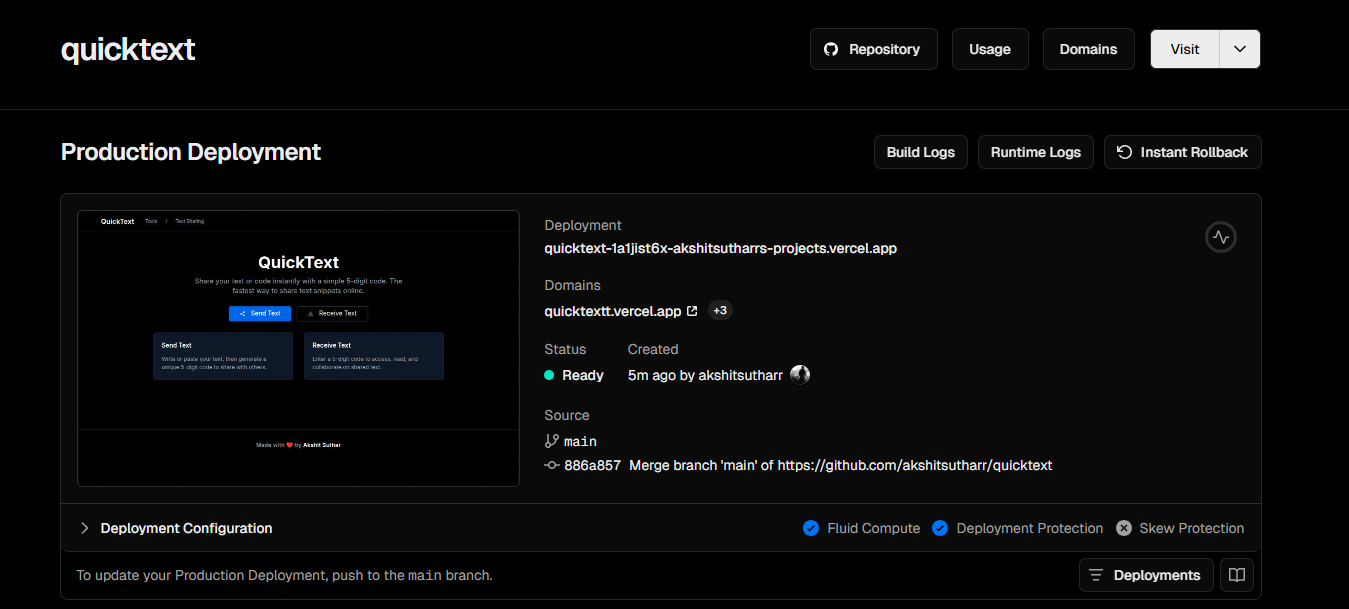 quicktext
Repository
Usage
Domains
Visit
Production Deployment
Build Logs
Runtime Logs
Instant Rollback
QuickText Tools / Text Sharing
QuickText
Share your text or code instantly with a simple 5-digit code. The
fastest way to share text snippets online.
Send Text
Receive Text
Send Text
Write or paste your text, then generate a
unique 5-digit code to share with others.
Receive Text
Enter a 5-digit code to access, read, and
collaborate on shared text.
Made with ❤️ by Akshit Suthar
Deployment
quicktext-1a1jist6x-akshitsutharrs-projects.vercel.app
Domains
quicktextt.vercel.app +3
Status
Created
Ready
5m ago by akshitsutharr
Source
main
886a857 Merge branch 'main' of https://github.com/akshitsutharr/quicktext
Deployment Configuration
Fluid Compute
Deployment Protection
Skew Protection
To update your Production Deployment, push to the main branch.
Deployments